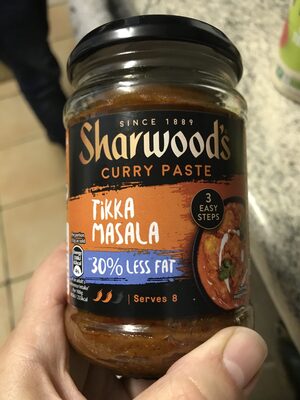 SINCE 1889
Sharwood's
CURRY PASTE
3
EASY
STEPS
TIKKA
MASALA
30% LESS FAT
Serves 8